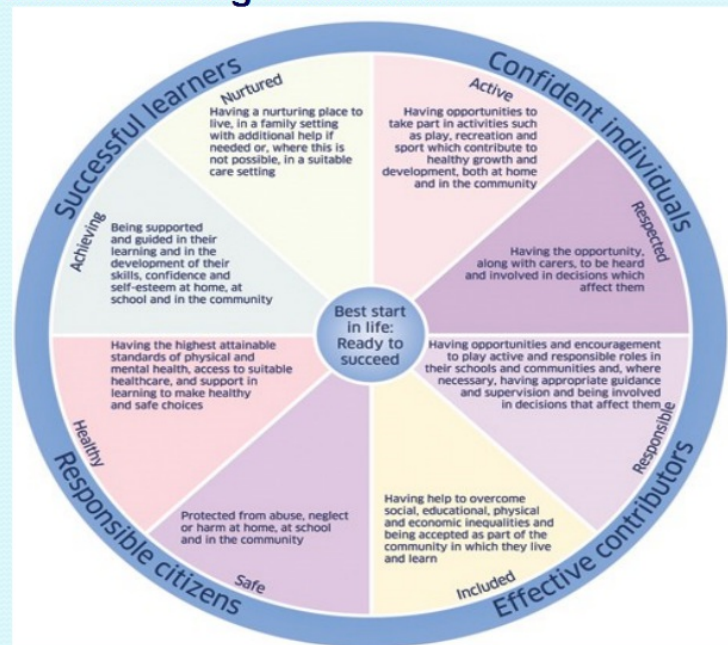 Successful learners
Confident individuals
Nurtured
Having a nurturing place to
live, in a family setting
with additional help if
needed or, where this is
not possible, in a suitable
care setting
Active
Having opportunities to
take part in activities such
as play, recreation and
sport which contribute to
healthy growth and
development, both at home
and in the community
Achieving
Being supported
and guided in their
learning and in the
development of their
skills, confidence and
self-esteem at home, at
school and in the community
Respected
Having the opportunity,
along with carers, to be heard
and involved in decisions which
affect them
Best start
in life:
Ready to
succeed
Healthy
Having the highest attainable
standards of physical and
mental health, access to suitable
healthcare, and support in
learning to make healthy
and safe choices
Having opportunities and encouragement
to play active and responsible roles in
their schools and communities and, where
necessary, having appropriate guidance
and supervision and being involved
in decisions that affect them
Responsible
Protected from abuse, neglect
or harm at home, at school
and in the community
Safe
Having help to overcome
social, educational, physical
and economic inequalities and
being accepted as part of the
community in which they live
and learn
Included
Responsible citizens
Effective contributors